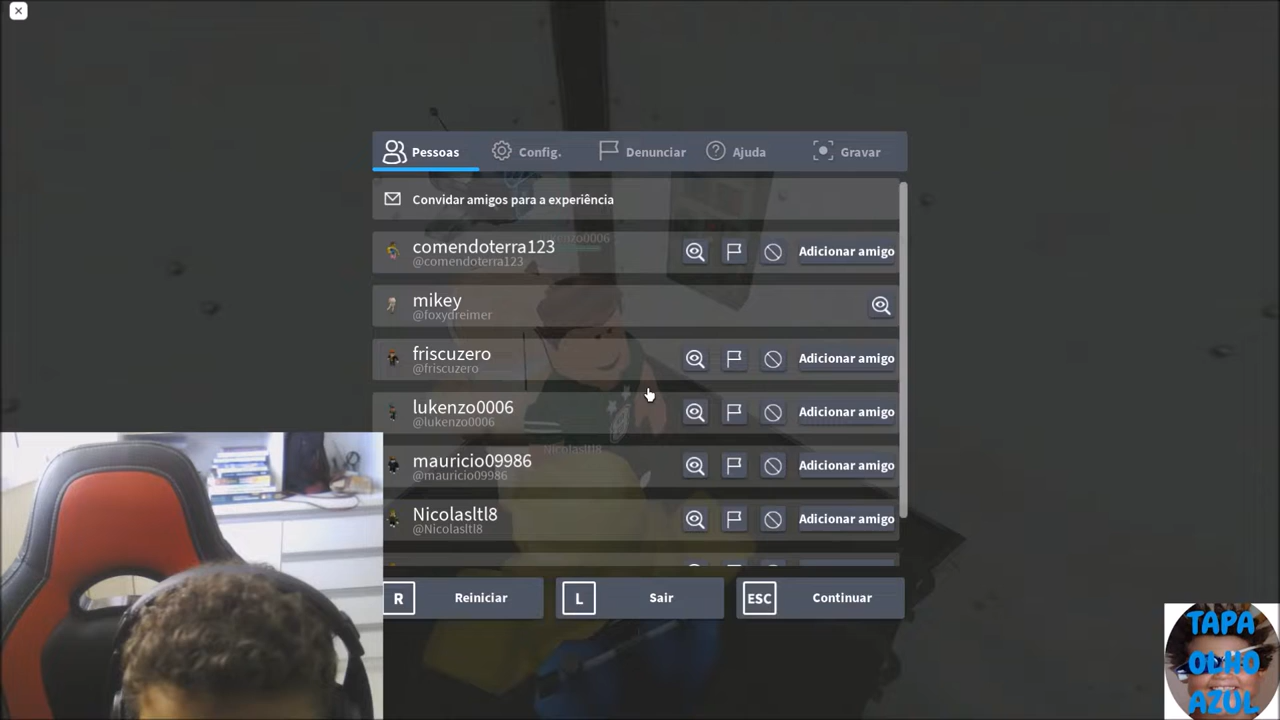 Pessoas
Config.
Denunciar
Ajuda
Gravar
Convidar amigos para a experiência
comendoterra123
@comendoterra123
Adicionar amigo
mikey
@foxydreimer
friscuzero
@friscuzero
Adicionar amigo
lukenzo0006
@lukenzo0006
Adicionar amigo
Nicolasltl8
mauricio09986
@mauricio09986
Adicionar amigo
Nicolasltl8
@Nicolasltl8
Adicionar amigo
R Reiniciar
L Sair
ESC Continuar
TAPA
OLHO
AZUL